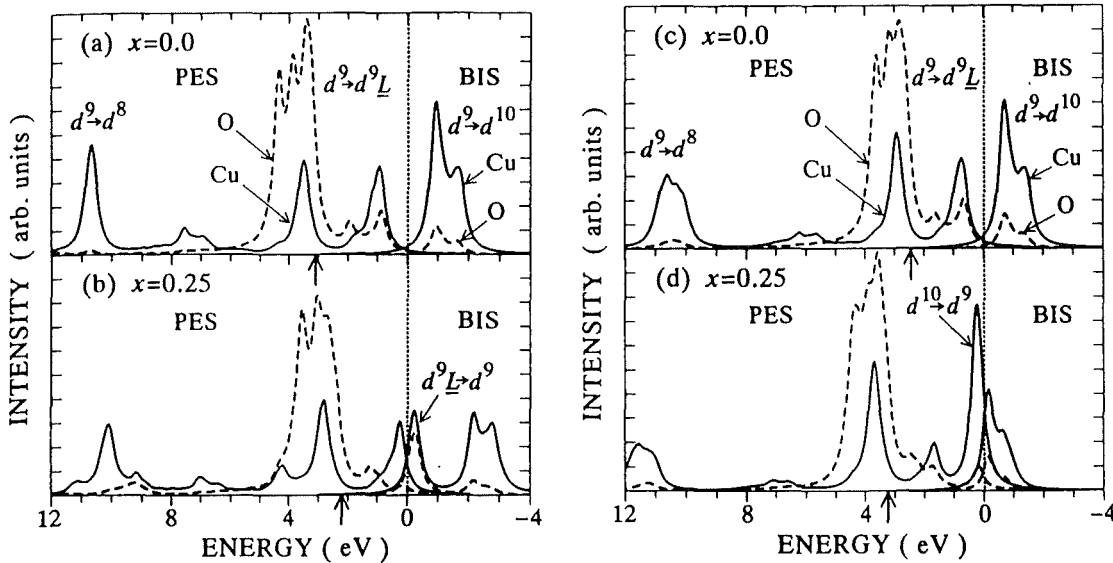 (a) x=0.0
PES
BIS
d⁹→d⁸
d⁹→d⁹L̲
d⁹→d¹⁰
O
Cu
Cu
O
(b) x=0.25
PES
BIS
d⁹L̲→d⁹
12 8 4 0 -4
ENERGY ( eV )
INTENSITY ( arb. units )
(c) x=0.0
PES
BIS
d⁹→d⁸
d⁹→d⁹L̲
d⁹→d¹⁰
O
Cu
Cu
O
(d) x=0.25
PES
BIS
d¹⁰→d⁹
12 8 4 0 -4
ENERGY ( eV )
INTENSITY ( arb. units )